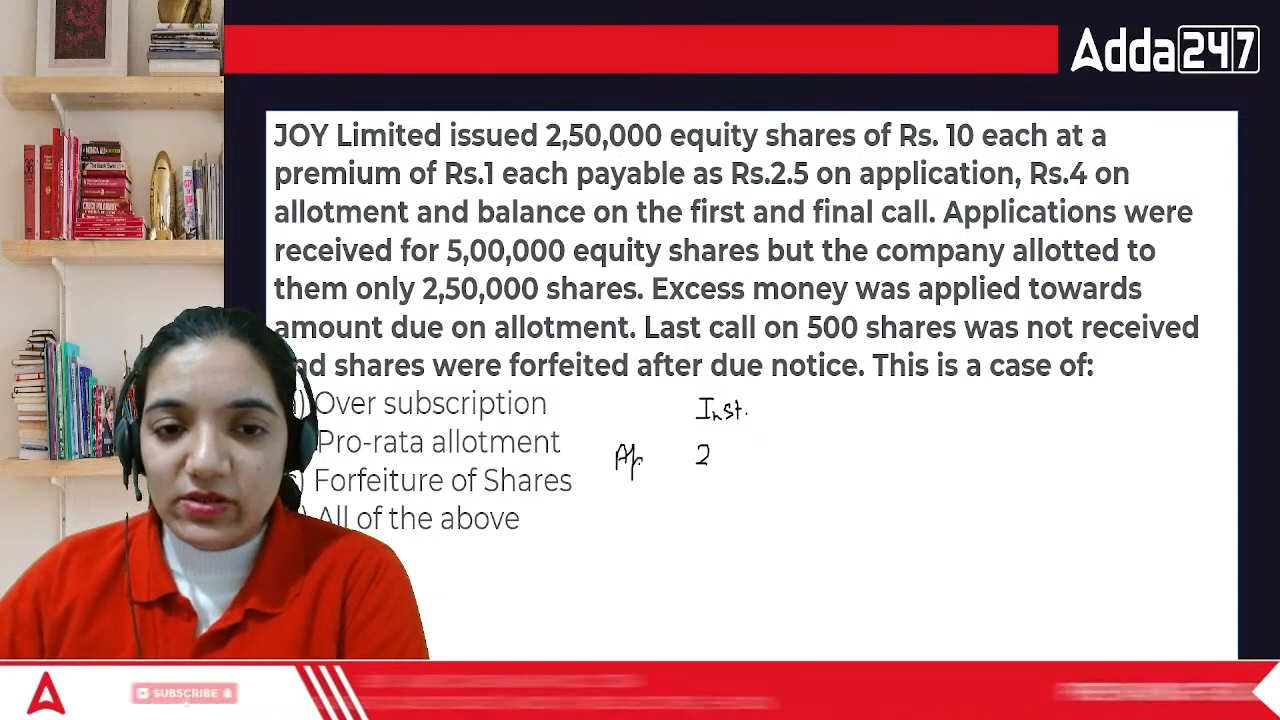 Adda247
JOY Limited issued 2,50,000 equity shares of Rs. 10 each at a
premium of Rs.1 each payable as Rs.2.5 on application, Rs.4 on
allotment and balance on the first and final call. Applications were
received for 5,00,000 equity shares but the company allotted to
them only 2,50,000 shares. Excess money was applied towards
amount due on allotment. Last call on 500 shares was not received
nd shares were forfeited after due notice. This is a case of:
) Over subscription
Inst.
Pro-rata allotment
Ap. 2
) Forfeiture of Shares
) All of the above
SUBSCRIBE